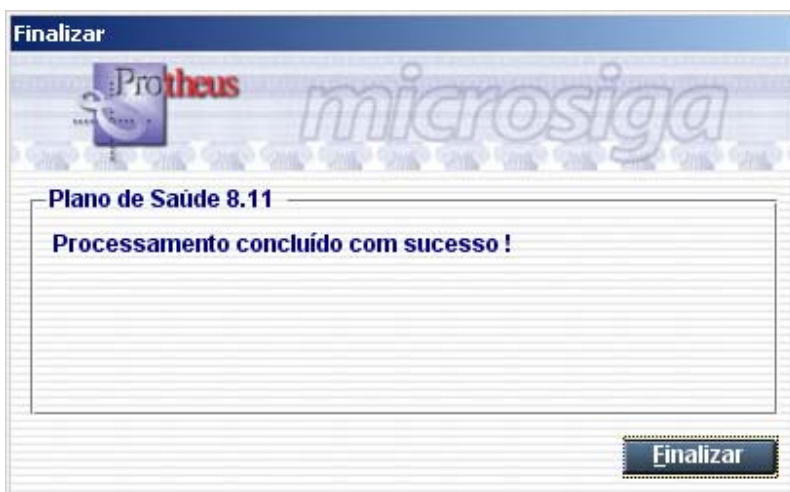 Finalizar
Protheus
microsiga
Plano de Saúde 8.11
Processamento concluído com sucesso !
Finalizar